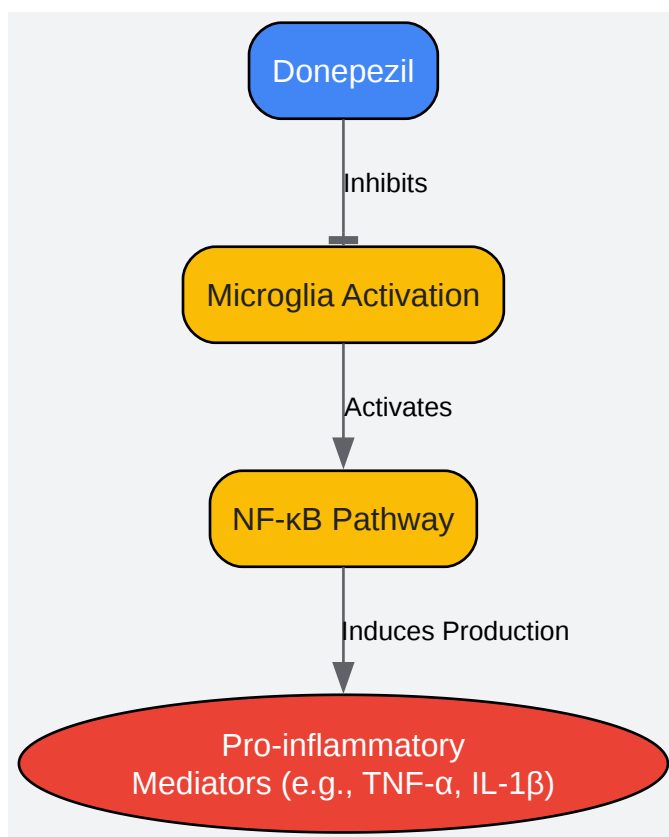 Donepezil
Inhibits
Microglia Activation
Activates
NF-κB Pathway
Induces Production
Pro-inflammatory
Mediators (e.g., TNF-α, IL-1β)